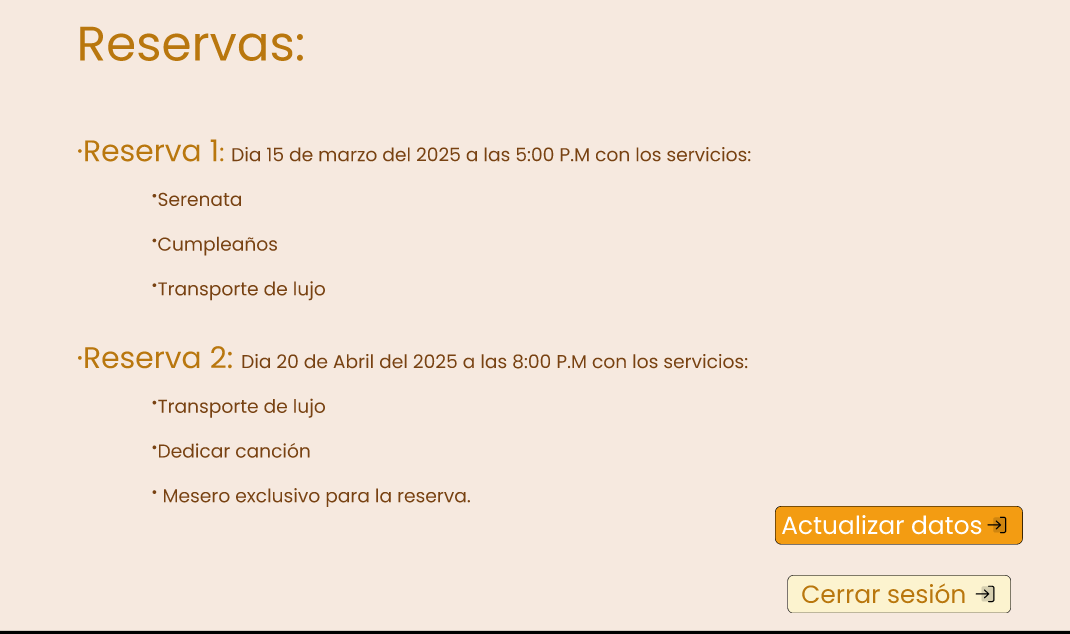 Reservas:
·Reserva 1: Dia 15 de marzo del 2025 a las 5:00 P.M con los servicios:
·Serenata
·Cumpleaños
·Transporte de lujo
·Reserva 2: Dia 20 de Abril del 2025 a las 8:00 P.M con los servicios:
·Transporte de lujo
·Dedicar canción
· Mesero exclusivo para la reserva.
Actualizar datos
Cerrar sesión